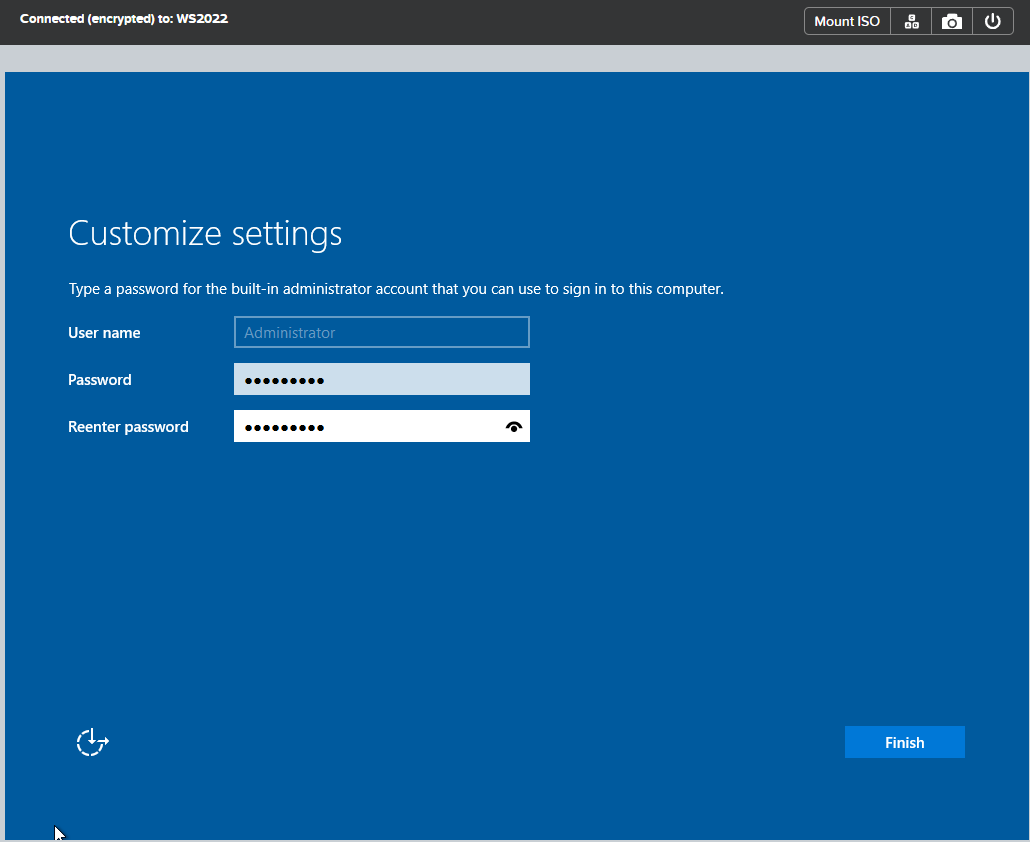 Connected (encrypted) to: WS2022
Mount ISO
Customize settings
Type a password for the built-in administrator account that you can use to sign in to this computer.
User name
Administrator
Password
●●●●●●●●●
Reenter password
●●●●●●●●●
Finish